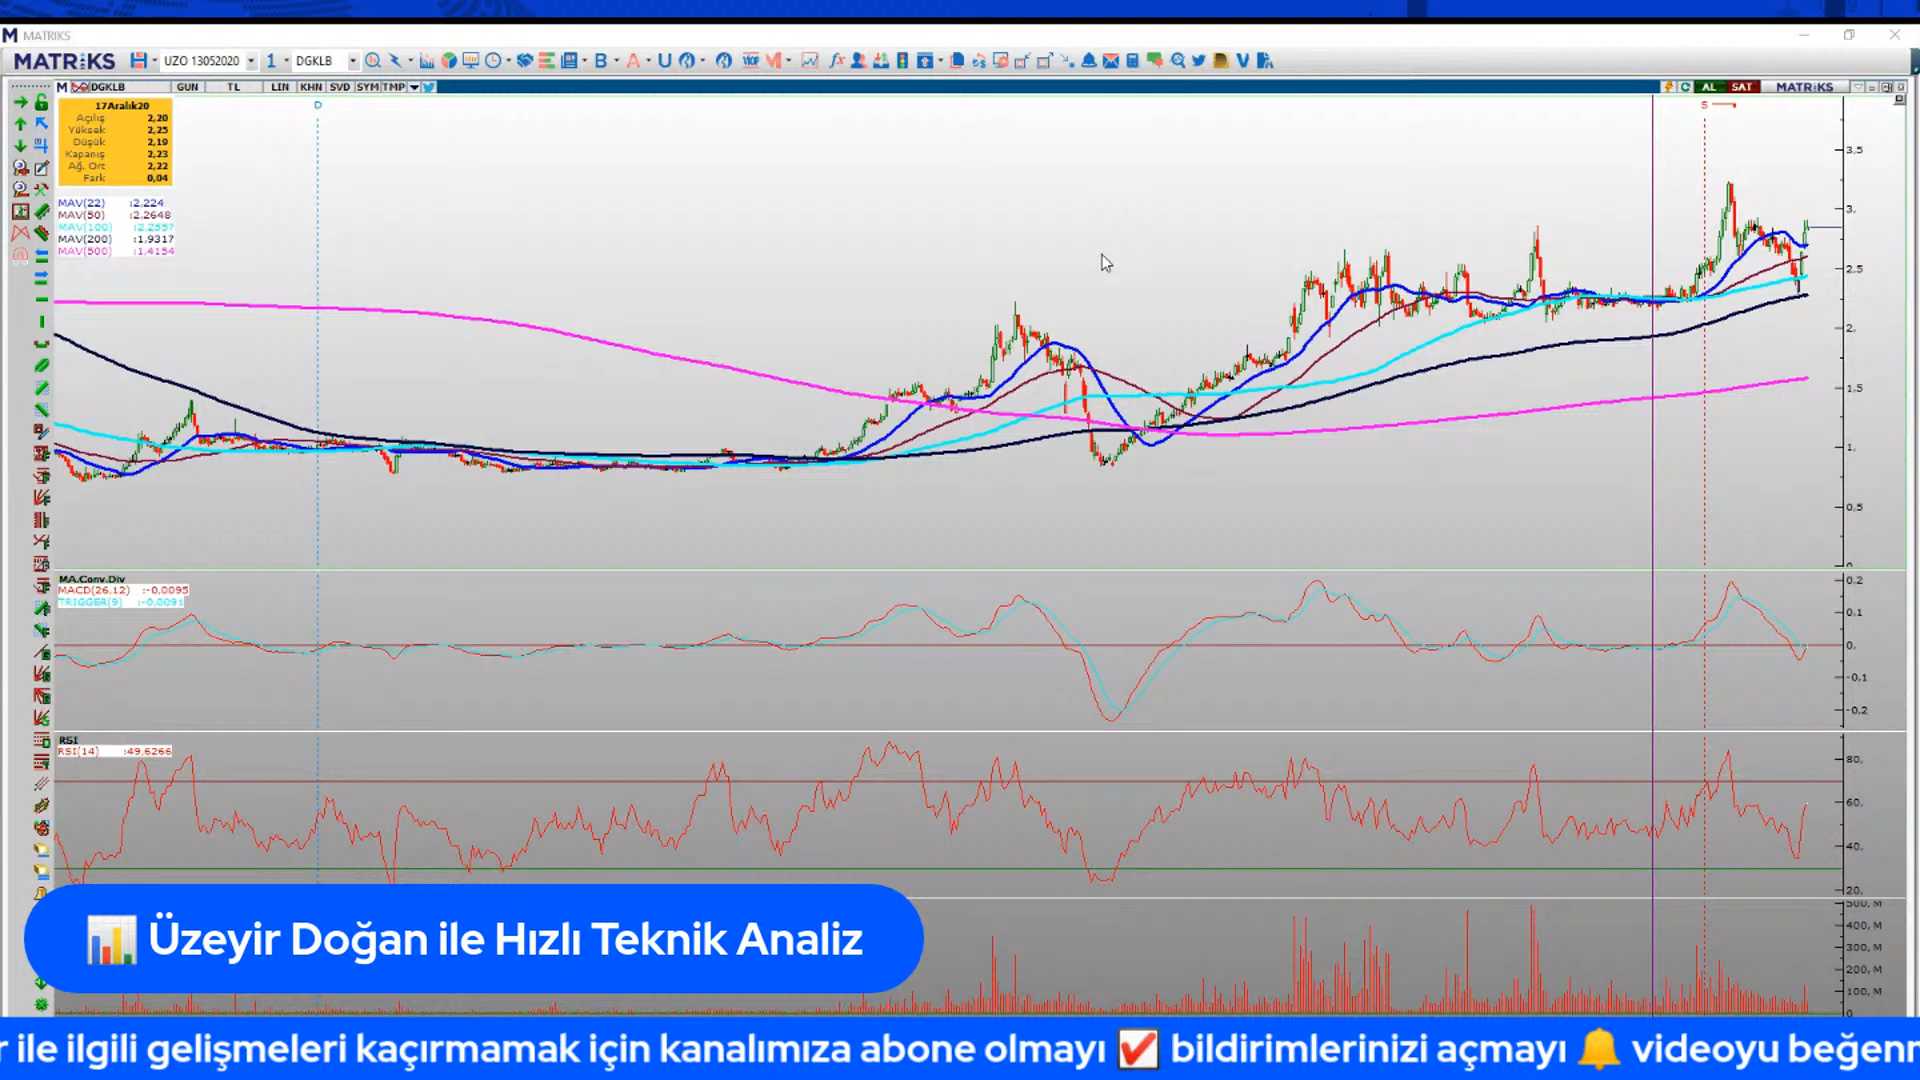 MATRIKS
MATRiKS UZO 13052020 1 DGKLB
DGKLB GUN TL LIN KHN SVD SYM TMP AL SAT MATRiKS
17Aralık20
Açılış 2,20
Yüksek 2,25
Düşük 2,19
Kapanış 2,23
Ağ. Ort 2,22
Fark 0,04
MAV(22) :2,224
MAV(50) :2,2648
MAV(100) :2,2557
MAV(200) :1,9317
MAV(500) :1,4154
D
S
3,5
3,
2,5
2,
1,5
1,
0,5
0
MA.Conv.Div
MACD(26,12) :-0,0095
TRIGGER(9) :-0,0091
0,2
0,1
0,
-0,1
-0,2
RSI
RSI(14) :49,6266
80,
60,
40,
20,
500, M
400, M
300, M
200, M
100, M
0
Üzeyir Doğan ile Hızlı Teknik Analiz
r ile ilgili gelişmeleri kaçırmamak için kanalımıza abone olmayı bildirimlerinizi açmayı videoyu beğenm